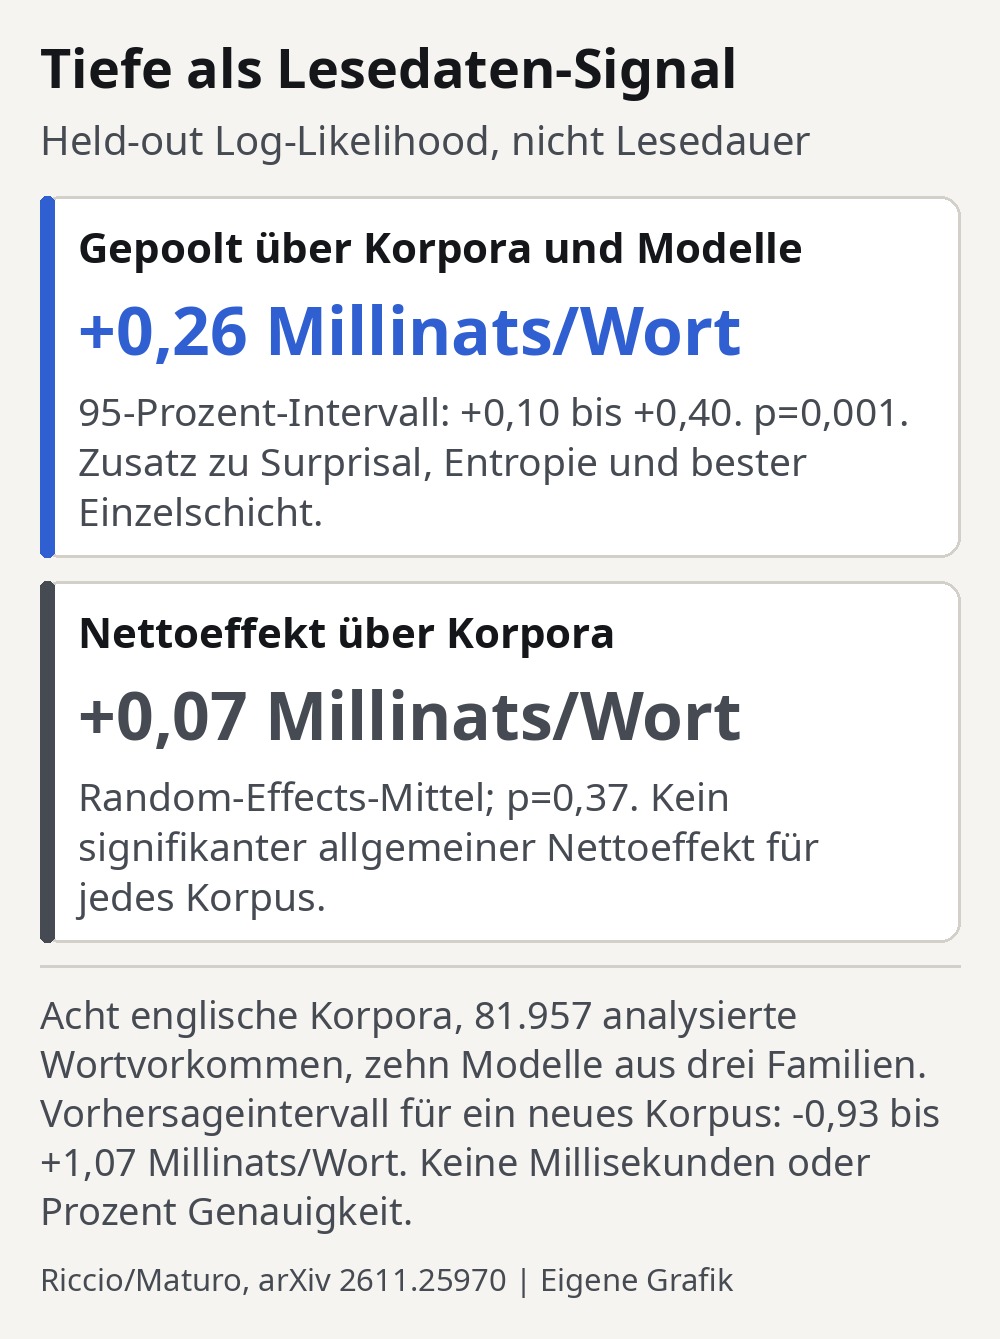 Tiefe als Lesedaten-Signal
Held-out Log-Likelihood, nicht Lesedauer
Gepoolt über Korpora und Modelle
+0,26 Millinats/Wort
95-Prozent-Intervall: +0,10 bis +0,40. p=0,001.
Zusatz zu Surprisal, Entropie und bester
Einzelschicht.
Nettoeffekt über Korpora
+0,07 Millinats/Wort
Random-Effects-Mittel; p=0,37. Kein
signifikanter allgemeiner Nettoeffekt für
jedes Korpus.
Acht englische Korpora, 81.957 analysierte
Wortvorkommen, zehn Modelle aus drei Familien.
Vorhersageintervall für ein neues Korpus: -0,93 bis
+1,07 Millinats/Wort. Keine Millisekunden oder
Prozent Genauigkeit.
Riccio/Maturo, arXiv 2611.25970 | Eigene Grafik